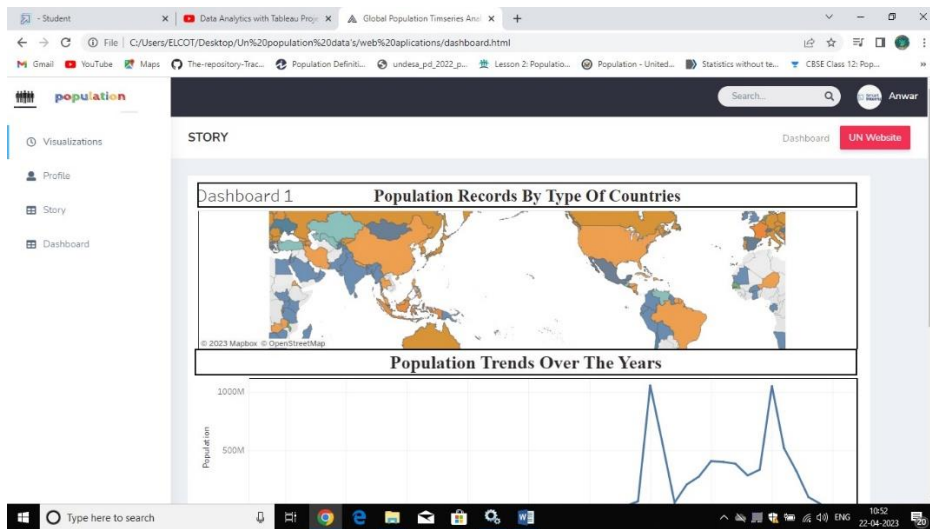 - Student
Data Analytics with Tableau Proje
Global Population Timseries Anal
File | C:/Users/ELCOT/Desktop/Un%20population%20data's/web%20aplications/dashboard.html
Gmail YouTube Maps The-repository-Trac... Population Definiti... undesa_pd_2022_p... Lesson 2: Populatio... Population - United... Statistics without te... CBSE Class 12: Pop...
population
Search...
Anwar
Visualizations
STORY
Dashboard
UN Website
Profile
Story
Dashboard
Dashboard 1
Population Records By Type Of Countries
© 2023 Mapbox © OpenStreetMap
Population Trends Over The Years
1000M
500M
Population
Type here to search
ENG
10:52
22-04-2023
20